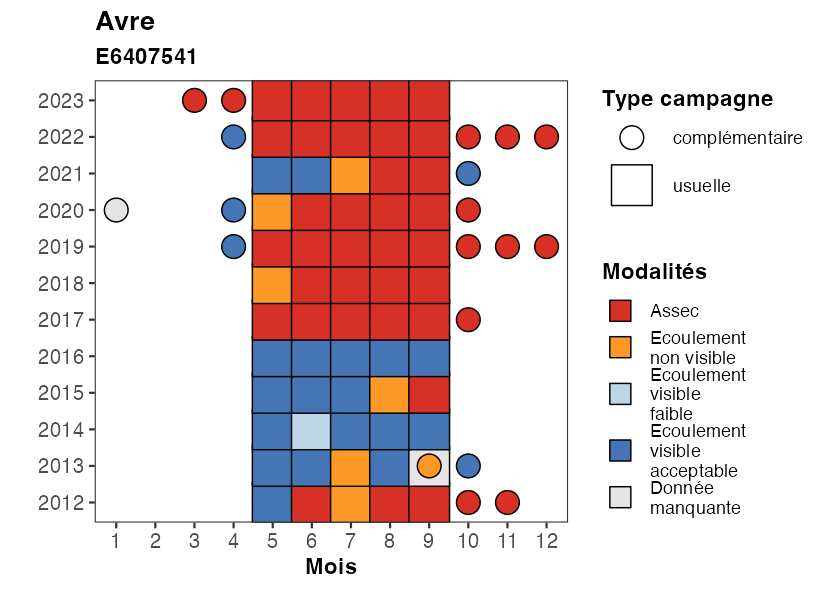 Avre
E6407541
2023
2022
2021
2020
2019
2018
2017
2016
2015
2014
2013
2012
1 2 3 4 5 6 7 8 9 10 11 12
Mois
Type campagne
complémentaire
usuelle
Modalités
Assec
Ecoulement
non visible
Ecoulement
visible
faible
Ecoulement
visible
acceptable
Donnée
manquante